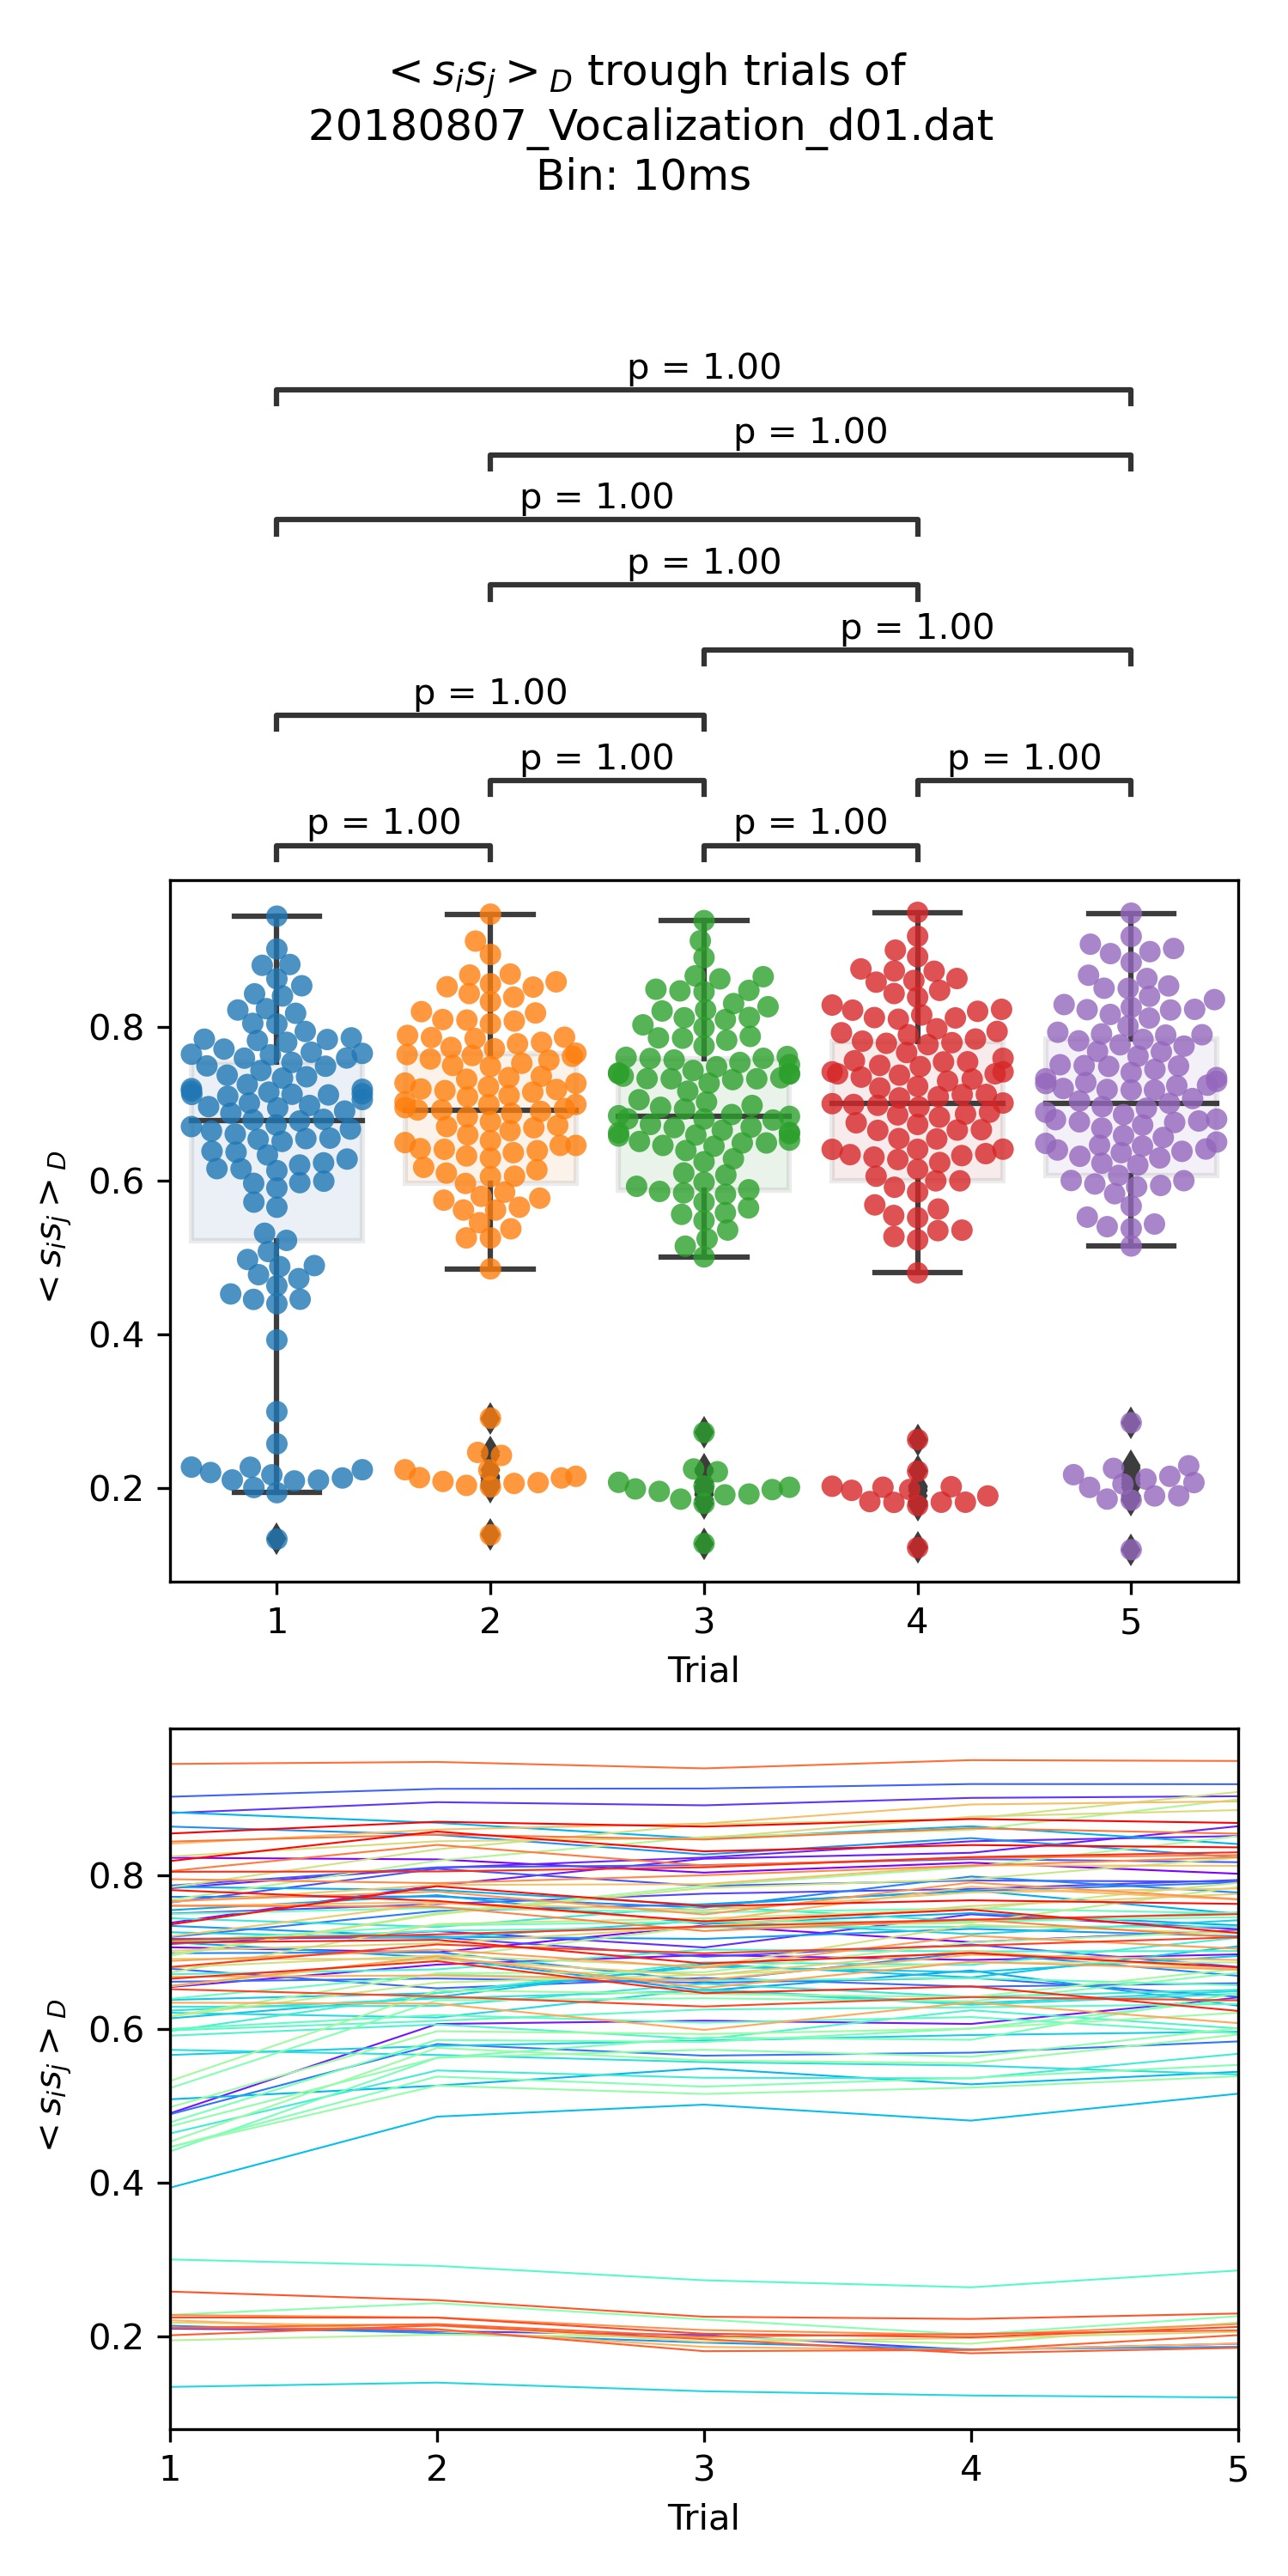 < s_i s_j >_D trough trials of
20180807_Vocalization_d01.dat
Bin: 10ms
p = 1.00
p = 1.00
p = 1.00
p = 1.00
p = 1.00
p = 1.00
p = 1.00 p = 1.00
p = 1.00 p = 1.00
< s_i s_j >_D
0.8
0.6
0.4
0.2
1 2 3 4 5
Trial
< s_i s_j >_D
0.8
0.6
0.4
0.2
1 2 3 4 5
Trial